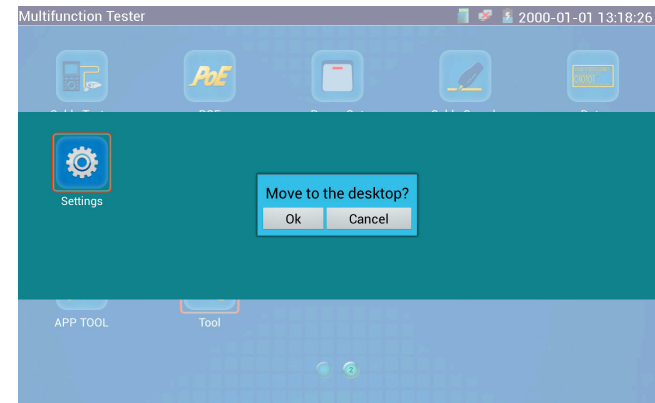 Multifunction Tester 2000-01-01 13:18:26
PoE
Settings
Move to the desktop?
Ok Cancel
APP TOOL Tool
2